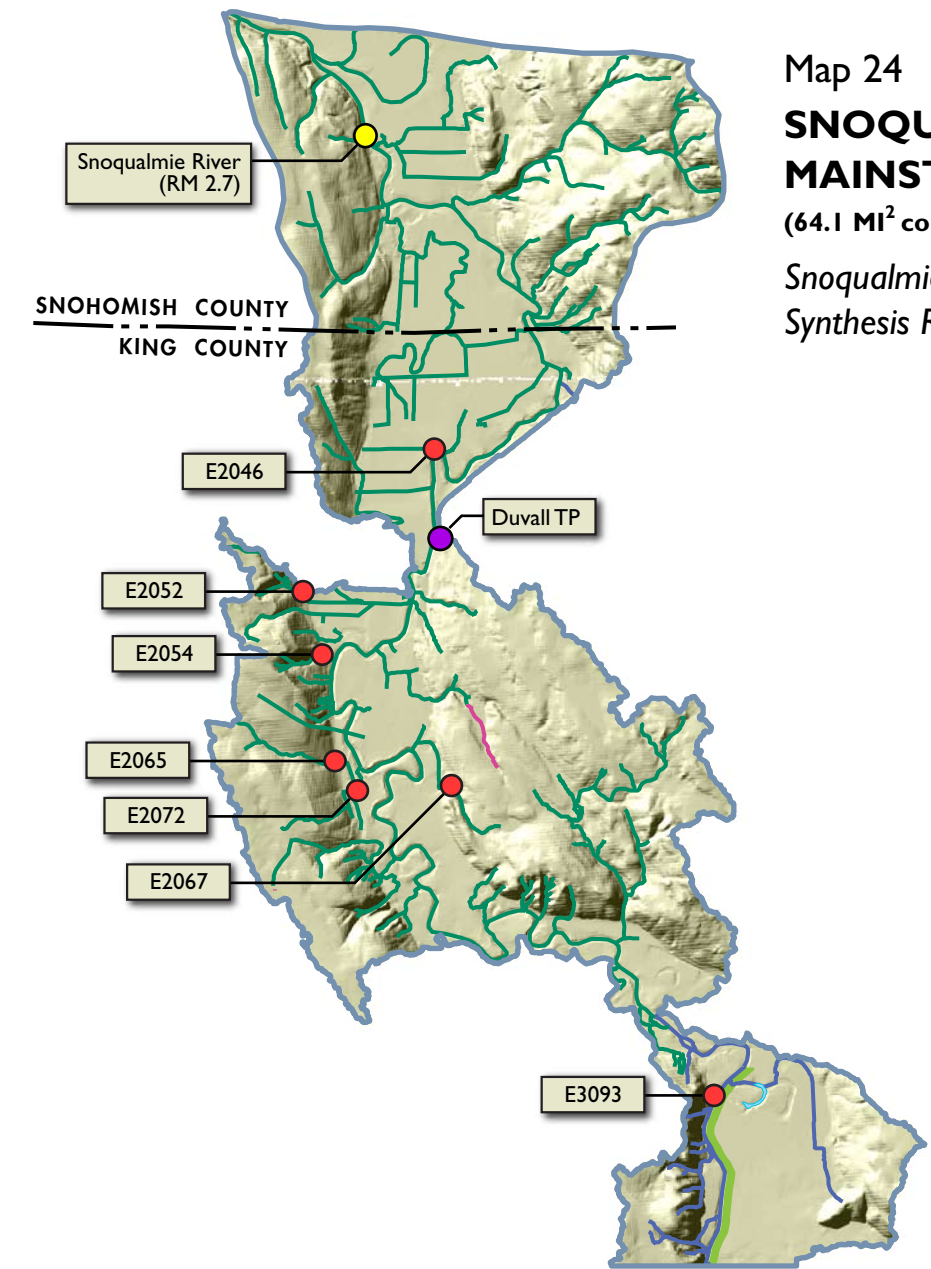 Map 24
SNOQU
MAINST
(64.1 MI² co
Snoqualmie
Synthesis R
Snoqualmie River
(RM 2.7)
SNOHOMISH COUNTY
KING COUNTY
E2046
Duvall TP
E2052
E2054
E2065
E2072
E2067
E3093